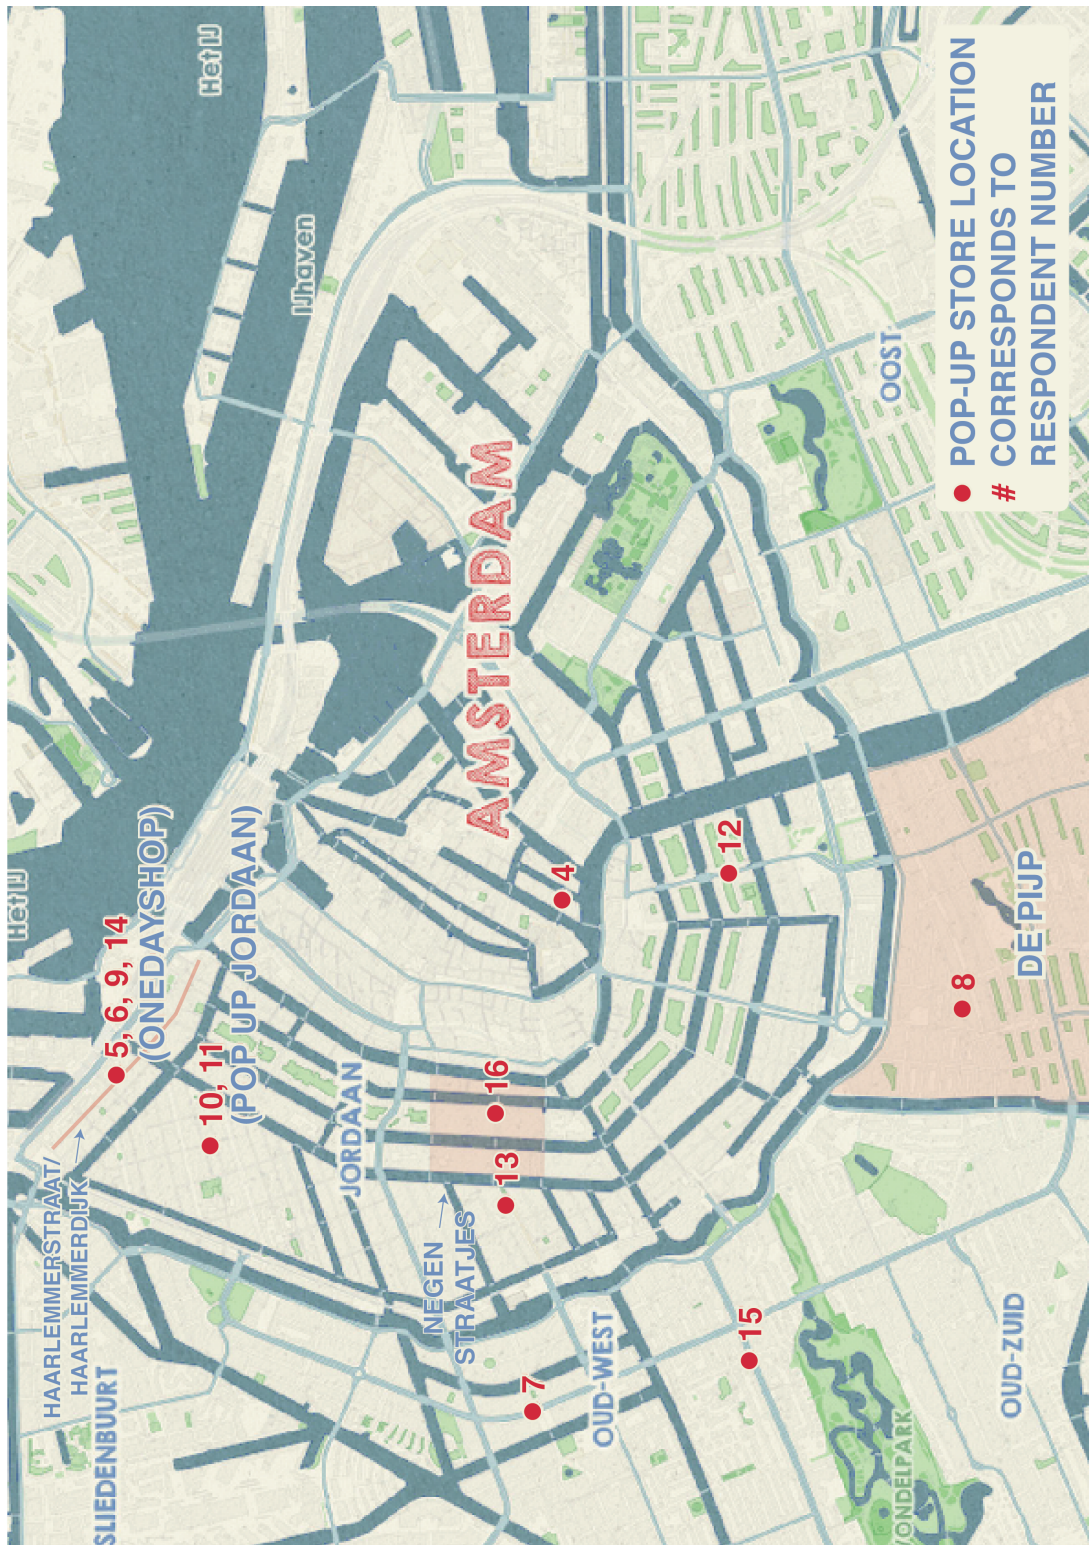 Het IJ
Het IJ
IJhaven
HAARLEMMERSTRAAT/
HAARLEMMERDIJK
SLIEDENBUURT
5, 6, 9, 14
(ONEDAYSHOP)
10, 11
(POP UP JORDAAN)
JORDAAN
NEGEN
STRAATJES
13
16
4
AMSTERDAM
7
OUD-WEST
12
15
OOST
8
DE PIJP
VONDELPARK
OUD-ZUID
POP-UP STORE LOCATION
# CORRESPONDS TO
RESPONDENT NUMBER